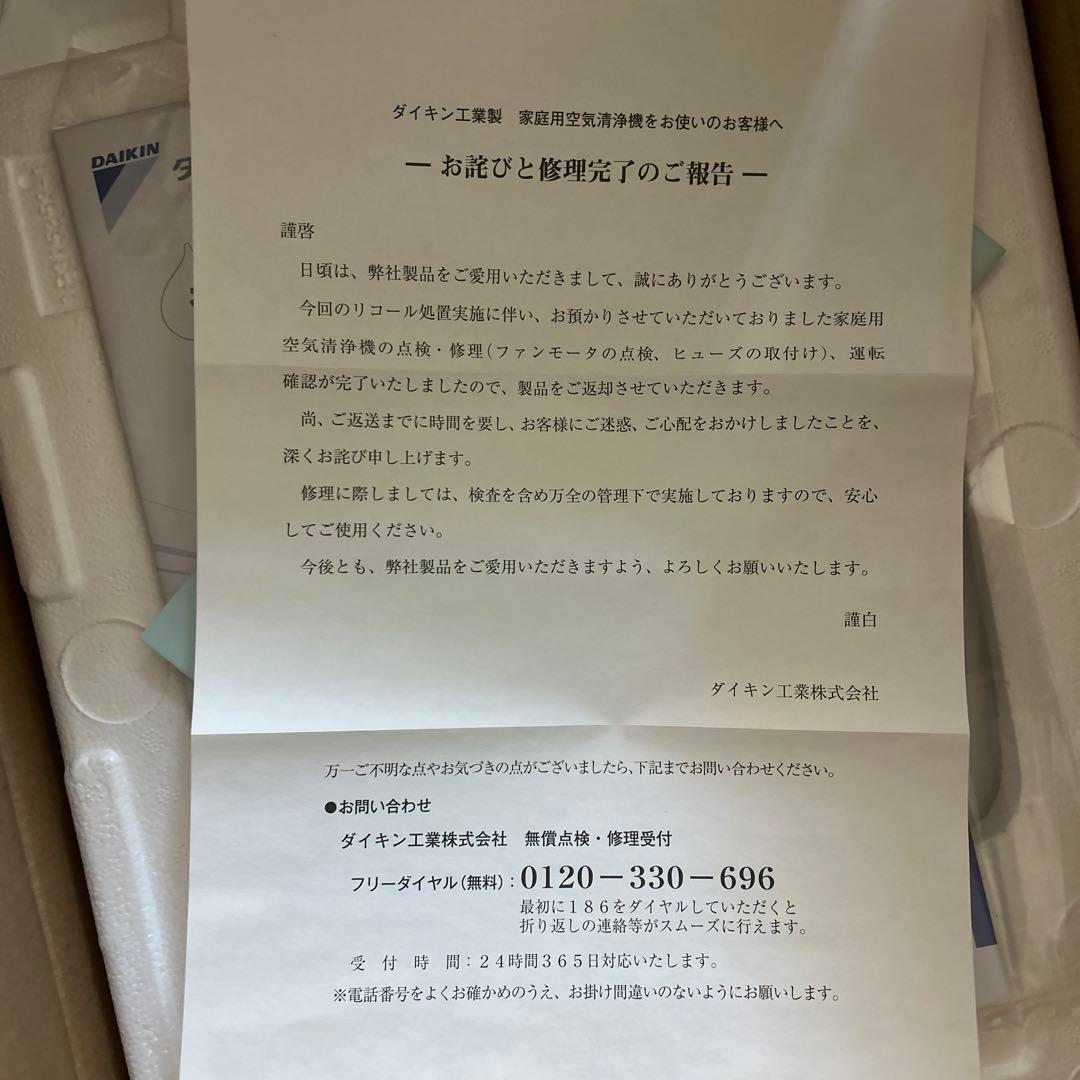 ダイキン工業製　家庭用空気清浄機をお使いのお客様へ
― お詫びと修理完了のご報告 ―
DAIKIN
謹啓
日頃は、弊社製品をご愛用いただきまして、誠にありがとうございます。
今回のリコール処置実施に伴い、お預かりさせていただいておりました家庭用
空気清浄機の点検・修理(ファンモータの点検、ヒューズの取付け)、運転
確認が完了いたしましたので、製品をご返却させていただきます。
尚、ご返送までに時間を要し、お客様にご迷惑、ご心配をおかけしましたことを、
深くお詫び申し上げます。
修理に際しましては、検査を含め万全の管理下で実施しておりますので、安心
してご使用ください。
今後とも、弊社製品をご愛用いただきますよう、よろしくお願いいたします。
謹白
ダイキン工業株式会社
万一ご不明な点やお気づきの点がございましたら、下記までお問い合わせください。
●お問い合わせ
ダイキン工業株式会社　無償点検・修理受付
フリーダイヤル(無料)：0120－330－696
最初に１８６をダイヤルしていただくと
折り返しの連絡等がスムーズに行えます。
受　付　時　間：２４時間３６５日対応いたします。
※電話番号をよくお確かめのうえ、お掛け間違いのないようにお願いします。